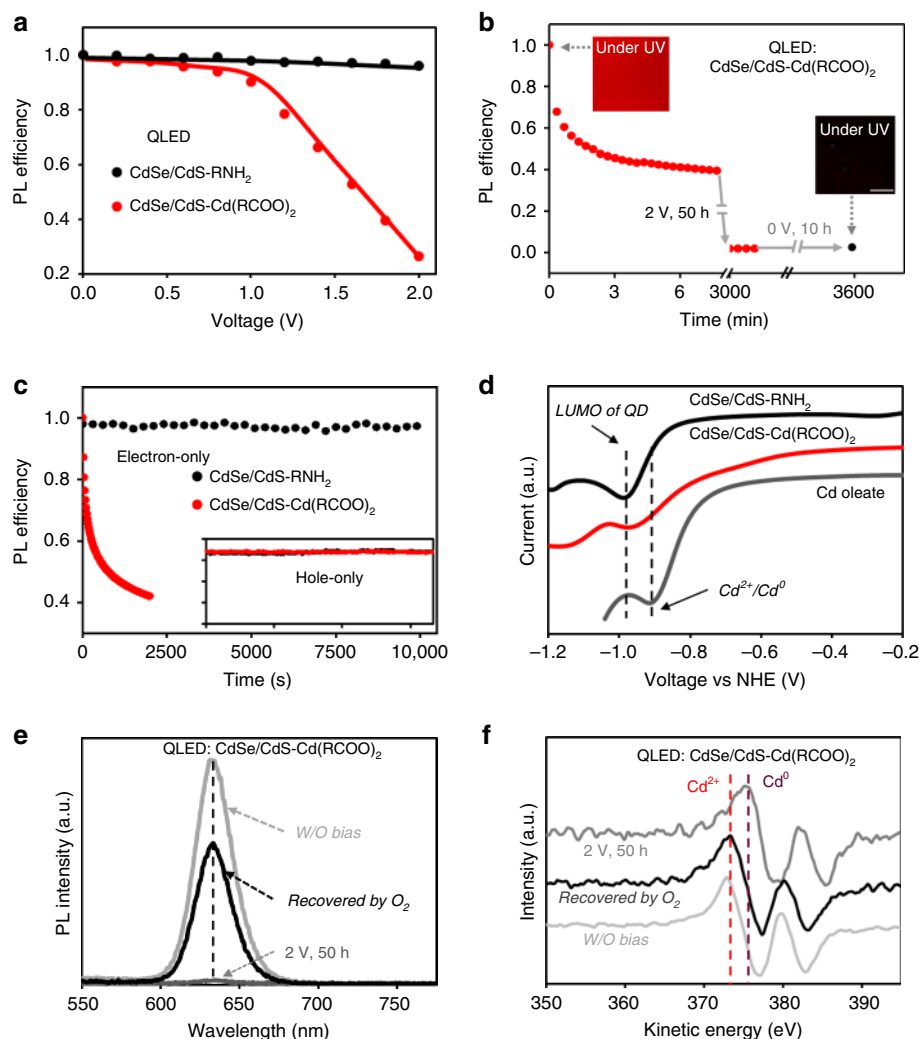 a
1.0
0.8
0.6
0.4
0.2
PL efficiency
QLED
CdSe/CdS-RNH₂
CdSe/CdS-Cd(RCOO)₂
0.0 0.5 1.0 1.5 2.0
Voltage (V)
b
1.0
0.8
0.6
0.4
0.2
0.0
PL efficiency
Under UV
QLED:
CdSe/CdS-Cd(RCOO)₂
Under UV
2 V, 50 h
0 V, 10 h
0 3 6 3000 3600
Time (min)
c
1.0
0.8
0.6
0.4
PL efficiency
Electron-only
CdSe/CdS-RNH₂
CdSe/CdS-Cd(RCOO)₂
Hole-only
0 2500 5000 7500 10,000
Time (s)
d
Current (a.u.)
LUMO of QD
CdSe/CdS-RNH₂
CdSe/CdS-Cd(RCOO)₂
Cd oleate
Cd²⁺/Cd⁰
−1.2 −1.0 −0.8 −0.6 −0.4 −0.2
Voltage vs NHE (V)
e
PL intensity (a.u.)
QLED: CdSe/CdS-Cd(RCOO)₂
W/O bias
Recovered by O₂
2 V, 50 h
550 600 650 700 750
Wavelength (nm)
f
Intensity (a.u.)
QLED: CdSe/CdS-Cd(RCOO)₂
Cd²⁺ Cd⁰
2 V, 50 h
Recovered by O₂
W/O bias
350 360 370 380 390
Kinetic energy (eV)